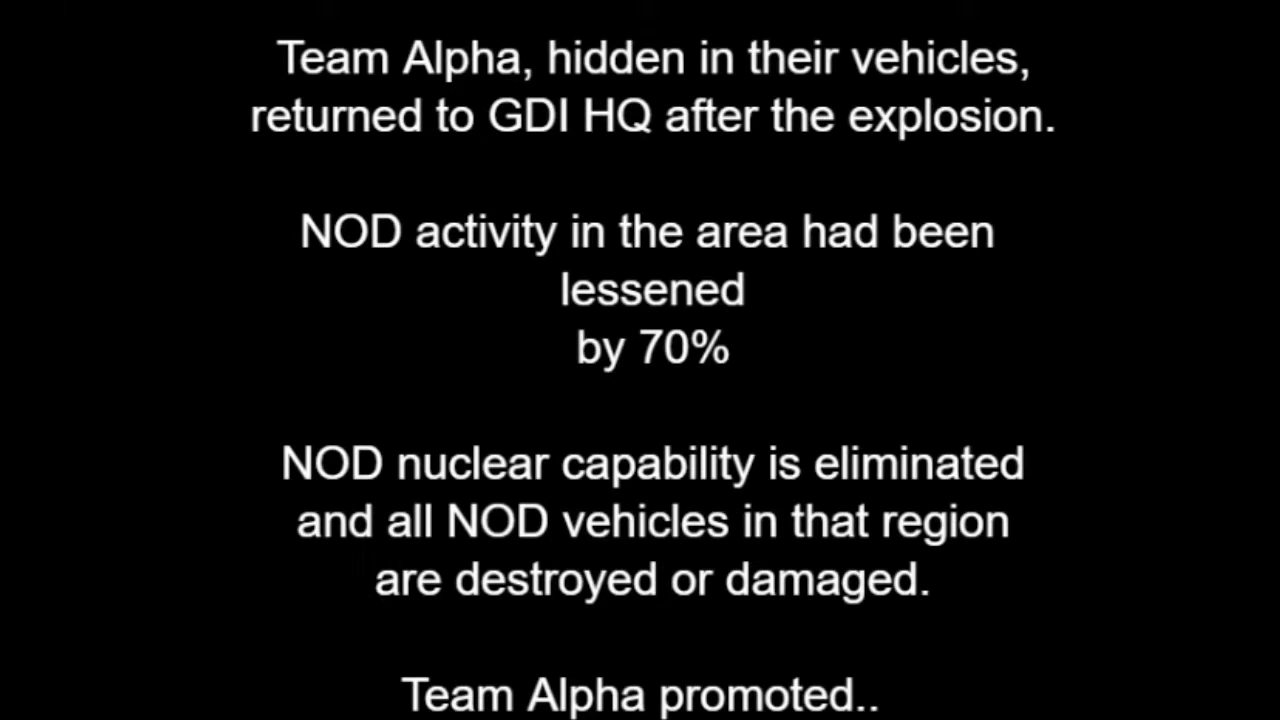 Team Alpha, hidden in their vehicles,
returned to GDI HQ after the explosion.
NOD activity in the area had been
lessened
by 70%
NOD nuclear capability is eliminated
and all NOD vehicles in that region
are destroyed or damaged.
Team Alpha promoted..